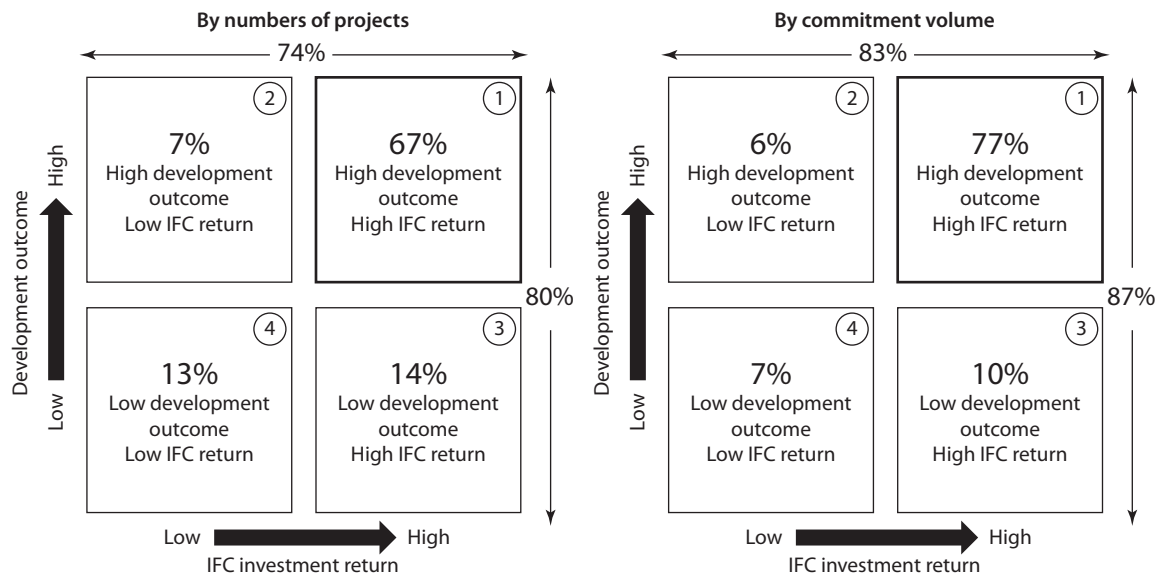 By numbers of projects
74%
2
7%
High development
outcome
Low IFC return
1
67%
High development
outcome
High IFC return
4
13%
Low development
outcome
Low IFC return
3
14%
Low development
outcome
High IFC return
80%
Development outcome
High
Low
Low
High
IFC investment return
By commitment volume
83%
2
6%
High development
outcome
Low IFC return
1
77%
High development
outcome
High IFC return
4
7%
Low development
outcome
Low IFC return
3
10%
Low development
outcome
High IFC return
87%
Development outcome
High
Low
Low
High
IFC investment return